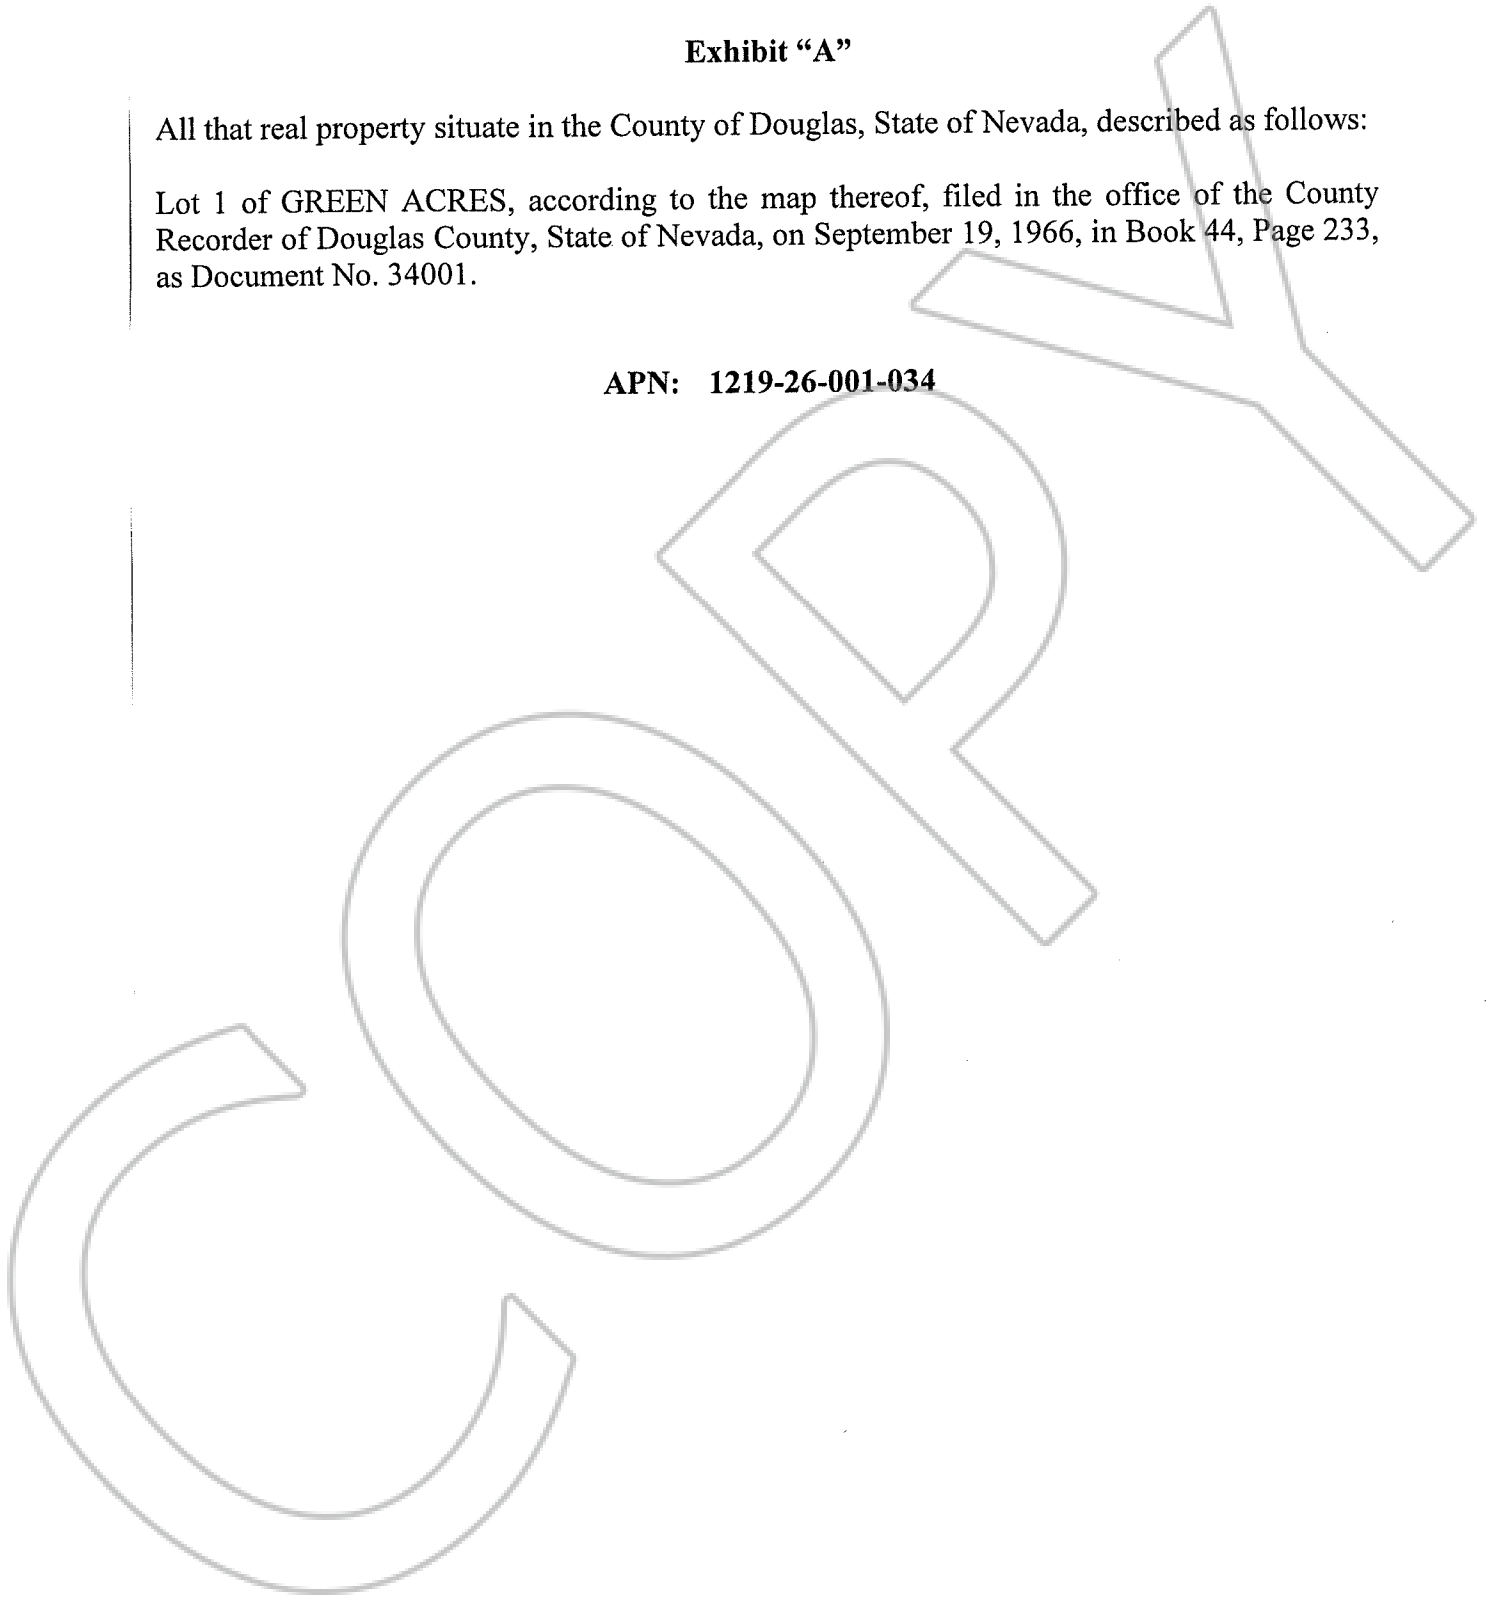 Exhibit “A”
All that real property situate in the County of Douglas, State of Nevada, described as follows:
Lot 1 of GREEN ACRES, according to the map thereof, filed in the office of the County
Recorder of Douglas County, State of Nevada, on September 19, 1966, in Book 44, Page 233,
as Document No. 34001.
APN: 1219-26-001-034
COPY